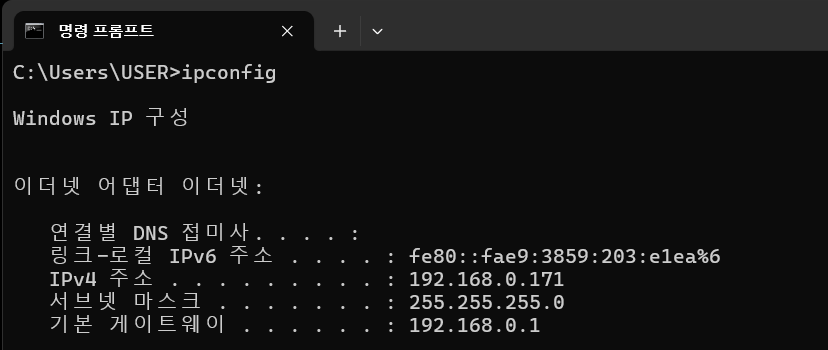 명령 프롬프트
C:\Users\USER>ipconfig
Windows IP 구성
이더넷 어댑터 이더넷:
연결별 DNS 접미사. . . . :
링크-로컬 IPv6 주소 . . . . : fe80::fae9:3859:203:e1ea%6
IPv4 주소 . . . . . . . . . : 192.168.0.171
서브넷 마스크 . . . . . . . : 255.255.255.0
기본 게이트웨이 . . . . . . : 192.168.0.1